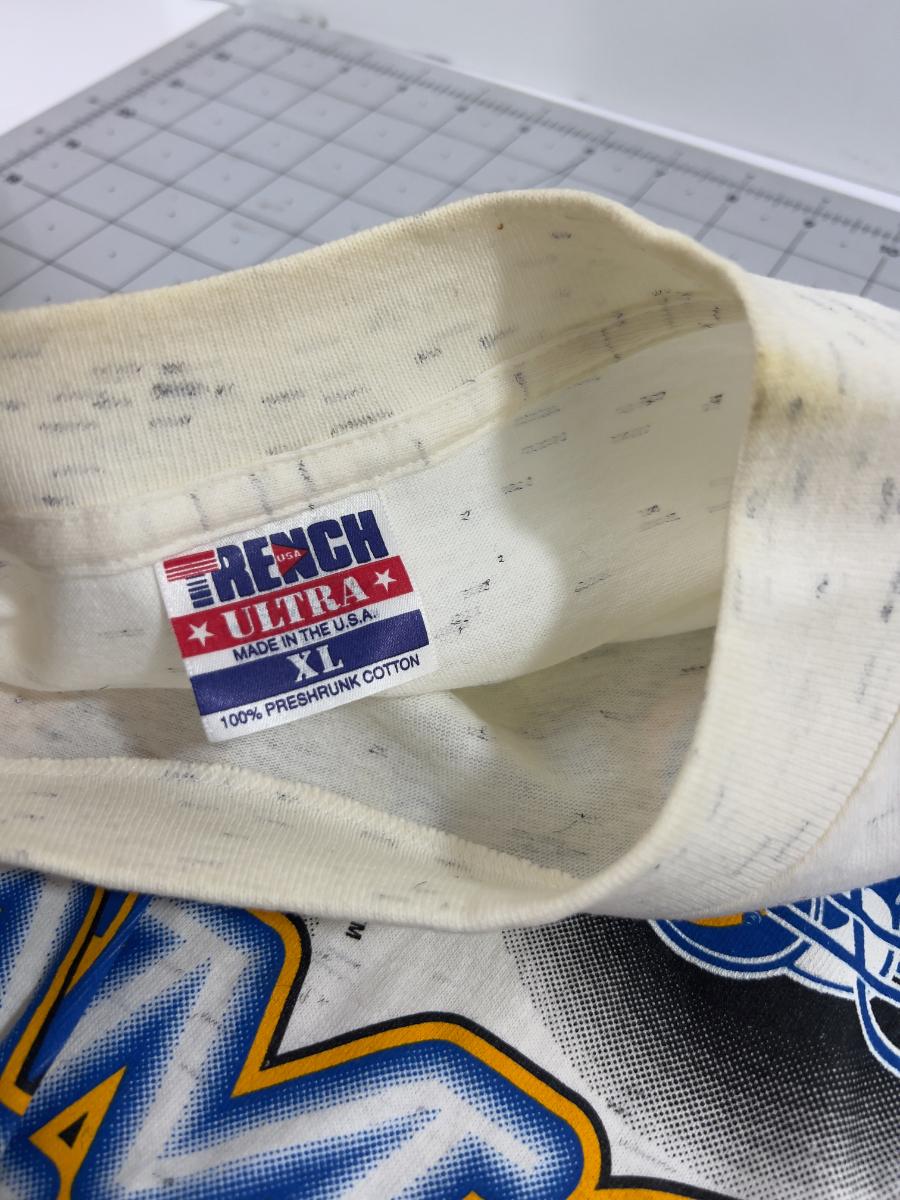 TRENCH
USA
ULTRA
MADE IN THE U.S.A.
XL
100% PRESHRUNK COTTON
M